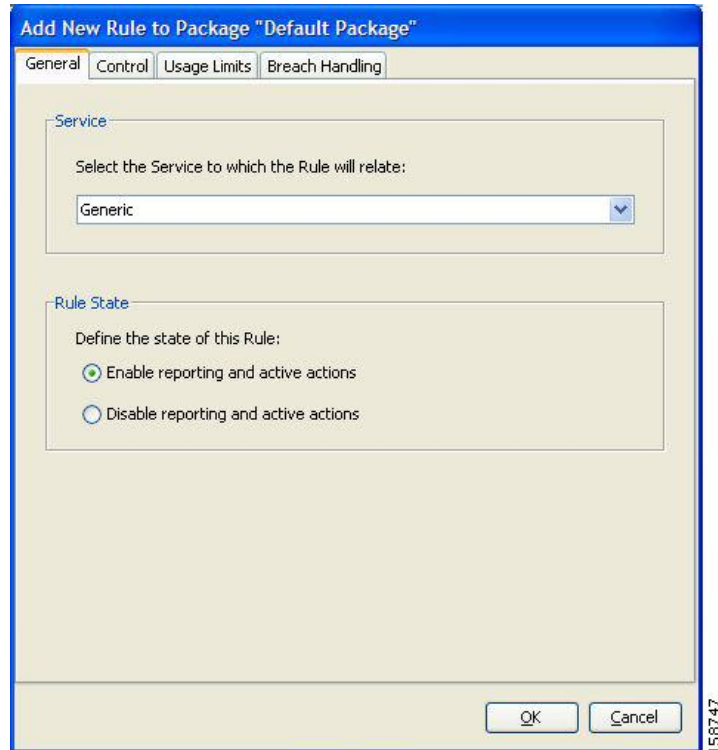 Add New Rule to Package "Default Package"
General Control Usage Limits Breach Handling
Service
Select the Service to which the Rule will relate:
Generic
Rule State
Define the state of this Rule:
Enable reporting and active actions
Disable reporting and active actions
OK Cancel
58747